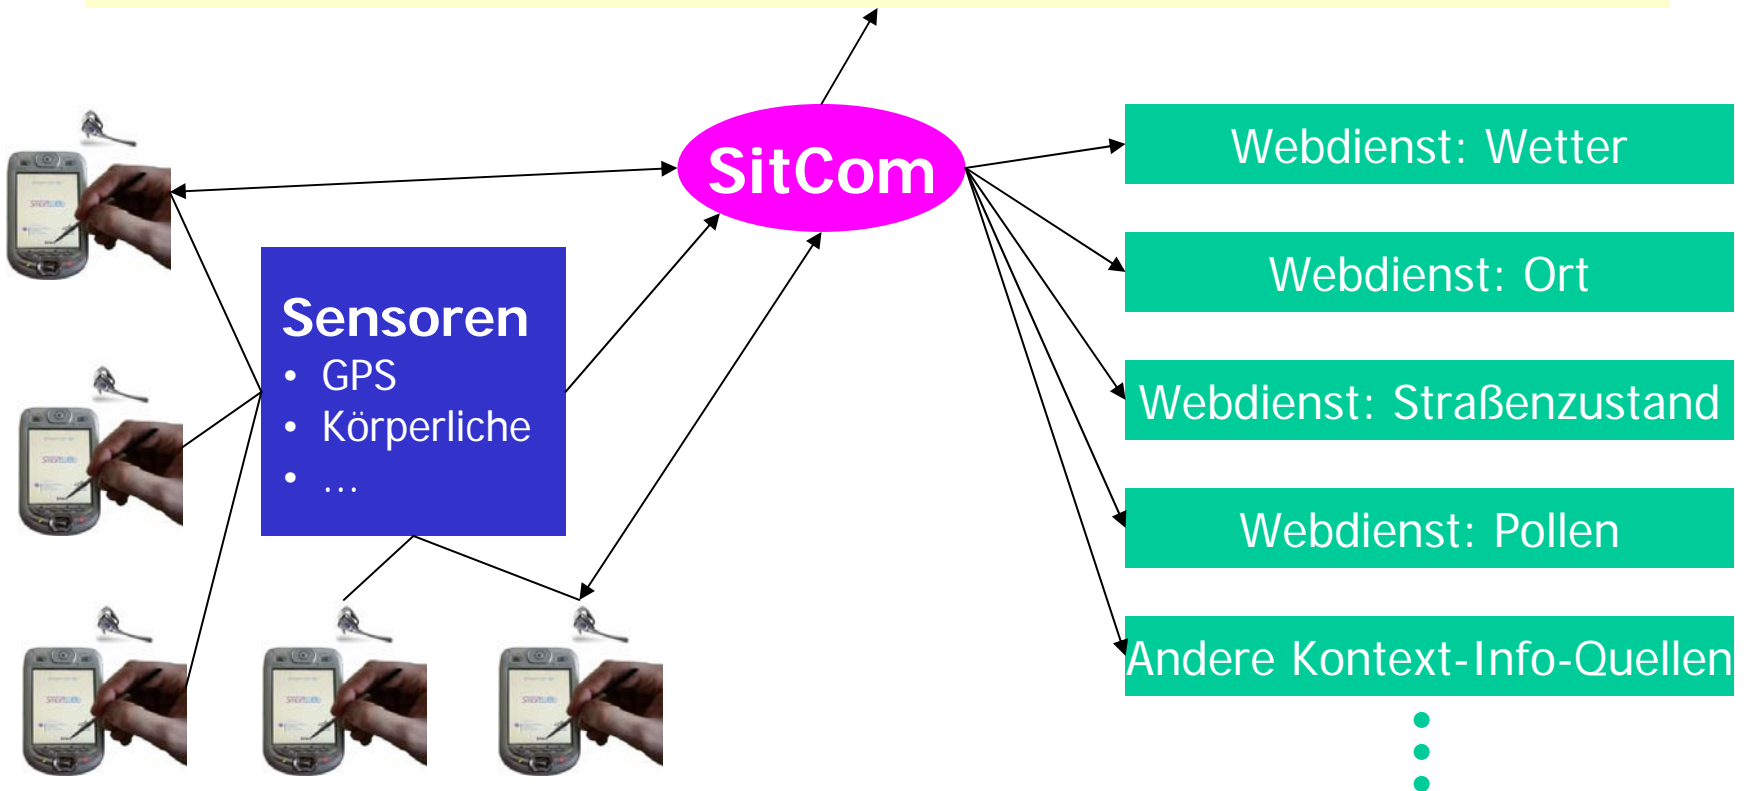 SitCom
Webdienst: Wetter
Webdienst: Ort
Sensoren
• GPS
• Körperliche
• ...
Webdienst: Straßenzustand
Webdienst: Pollen
Andere Kontext-Info-Quellen